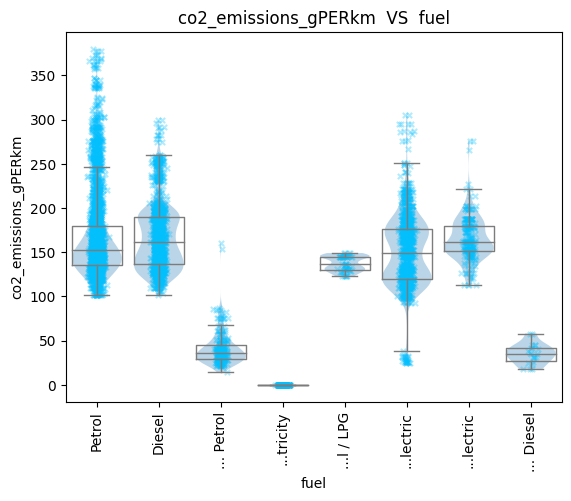 co2_emissions_gPERkm  VS  fuel
co2_emissions_gPERkm
350
300
250
200
150
100
50
0
Petrol
Diesel
... Petrol
...tricity
...l / LPG
...lectric
...lectric
... Diesel
fuel